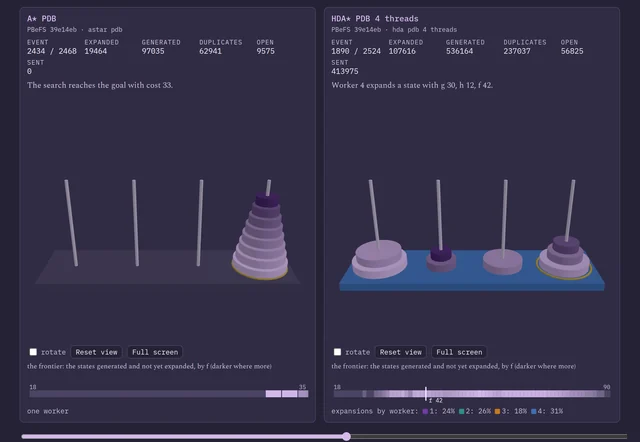 A* PDB
PBeFS 39e14eb - astar pdb
EVENT EXPANDED GENERATED DUPLICATES OPEN
2434 / 2468 19464 97035 62941 9575
SENT
0
The search reaches the goal with cost 33.
rotate Reset view Full screen
the frontier: the states generated and not yet expanded, by f (darker where more)
18 35
one worker
HDA* PDB 4 threads
PBeFS 39e14eb - hda pdb 4 threads
EVENT EXPANDED GENERATED DUPLICATES OPEN
1890 / 2524 107616 536164 237037 56825
SENT
413975
Worker 4 expands a state with g 30, h 12, f 42.
rotate Reset view Full screen
the frontier: the states generated and not yet expanded, by f (darker where more)
18 90
f 42
expansions by worker: 1: 24% 2: 26% 3: 18% 4: 31%